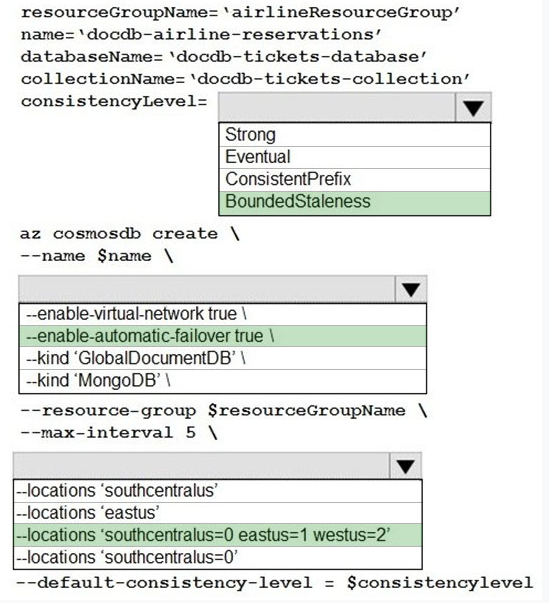 resourceGroupName= ‘airlineResourceGroup’
name= ‘docdb-airline-reservations’
databaseName= ‘docdb-tickets-database’
collectionName= ‘docdb-tickets-collection’
consistencyLevel=
Strong
Eventual
ConsistentPrefix
BoundedStaleness
az cosmosdb create \
--name $name \
--enable-virtual-network true \
--enable-automatic-failover true \
--kind ‘GlobalDocumentDB’ \
--kind ‘MongoDB’ \
--resource-group $resourceGroupName \
--max-interval 5 \
--locations ‘southcentralus’
--locations ‘eastus’
--locations ‘southcentralus=0 eastus=1 westus=2’
--locations ‘southcentralus=0’
--default-consistency-level = $consistencylevel